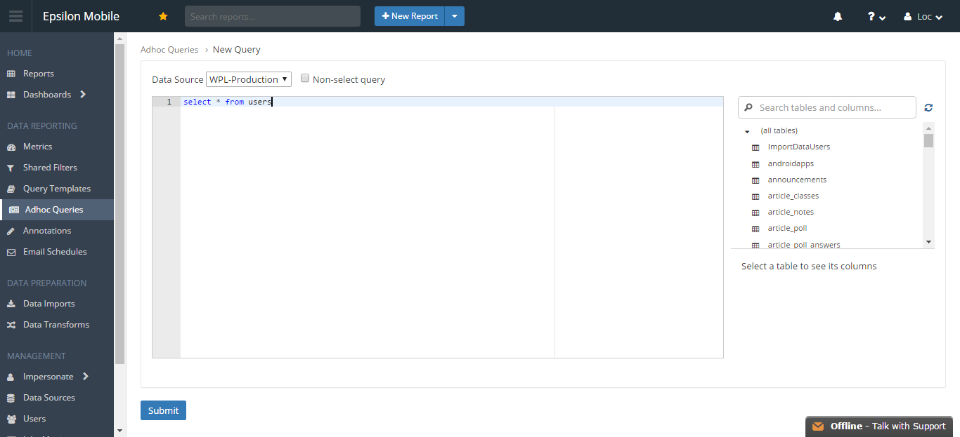 Epsilon Mobile
Search reports...
+ New Report
?
Loc
HOME
Reports
Dashboards
DATA REPORTING
Metrics
Shared Filters
Query Templates
Adhoc Queries
Annotations
Email Schedules
DATA PREPARATION
Data Imports
Data Transforms
MANAGEMENT
Impersonate
Data Sources
Users
Adhoc Queries > New Query
Data Source WPL-Production Non-select query
1 select * from users
Search tables and columns...
(all tables)
ImportDataUsers
androidapps
announcements
article_classes
article_notes
article_poll
article_poll_answers
Select a table to see its columns
Submit
Offline - Talk with Support